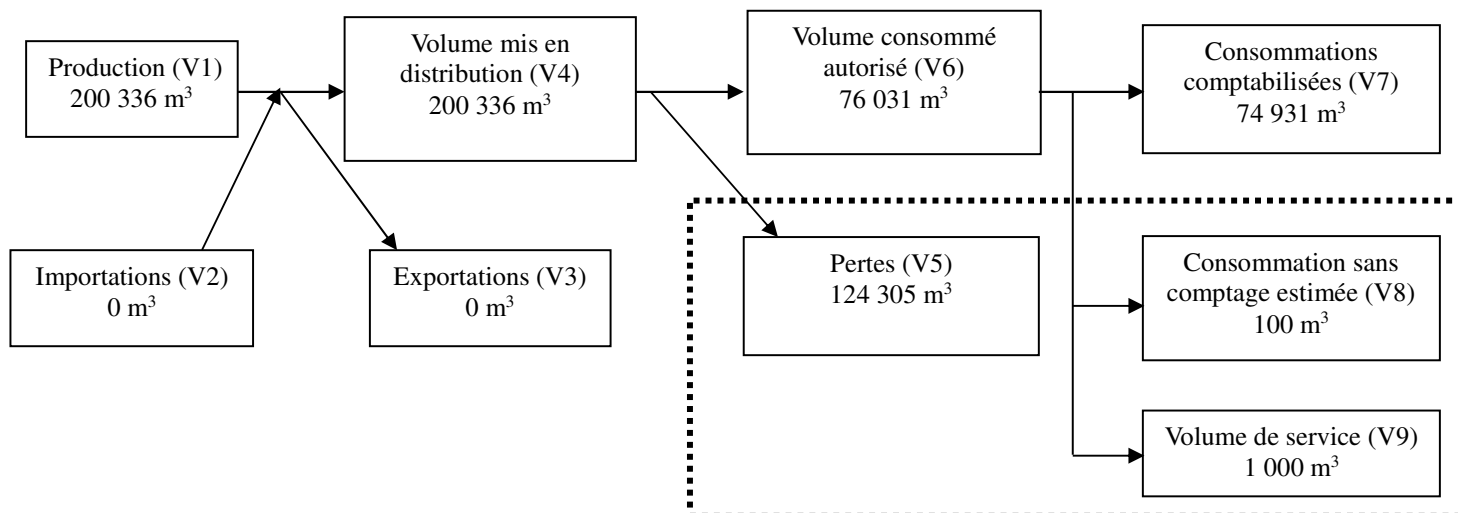 Production (V1)
200 336 m³
Volume mis en
distribution (V4)
200 336 m³
Volume consommé
autorisé (V6)
76 031 m³
Consommations
comptabilisées (V7)
74 931 m³
Importations (V2)
0 m³
Exportations (V3)
0 m³
Pertes (V5)
124 305 m³
Consommation sans
comptage estimée (V8)
100 m³
Volume de service (V9)
1 000 m³